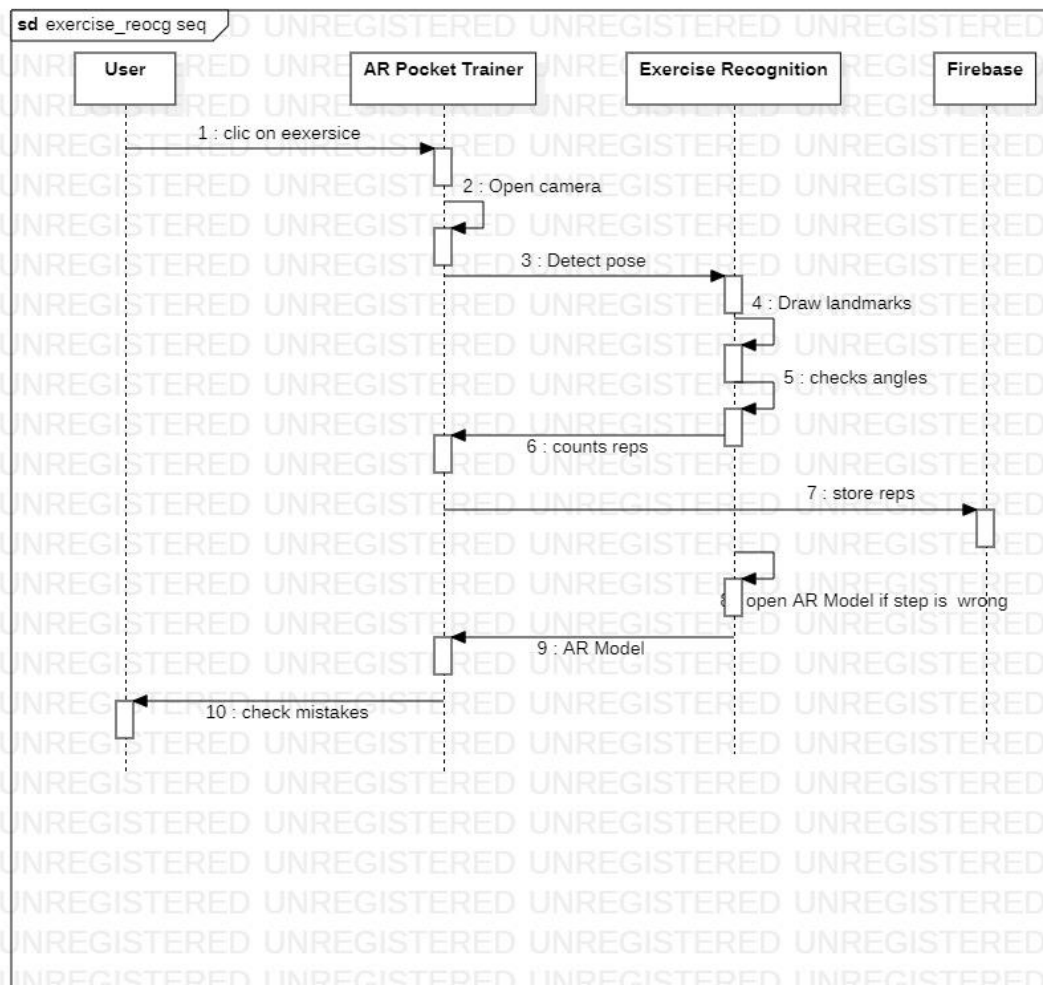 sd exercise_reocg seq
User
AR Pocket Trainer
Exercise Recognition
Firebase
1 : clic on eexersice
2 : Open camera
3 : Detect pose
4 : Draw landmarks
5 : checks angles
6 : counts reps
7 : store reps
8 : open AR Model if step is wrong
9 : AR Model
10 : check mistakes
UNREGISTERED